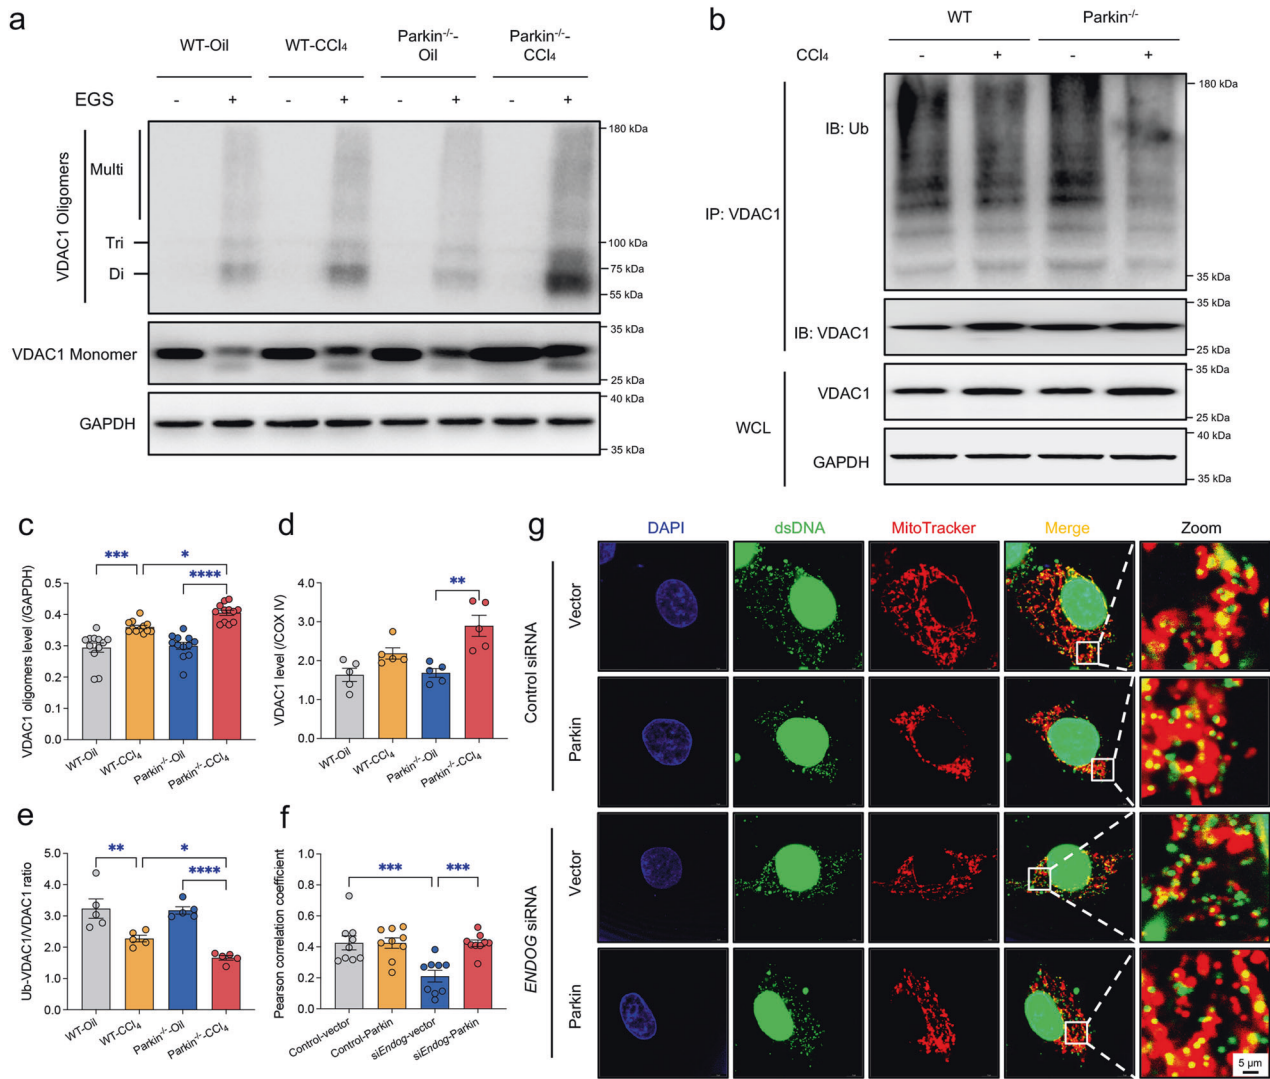 a
WT-Oil
WT-CCl₄
Parkin⁻/⁻-
Oil
Parkin⁻/⁻-
CCl₄
EGS
- + - + - + - +
VDAC1 Oligomers
Multi
Tri
Di
180 kDa
100 kDa
75 kDa
55 kDa
VDAC1 Monomer
35 kDa
25 kDa
GAPDH
40 kDa
35 kDa
b
WT
Parkin⁻/⁻
CCl₄
- + - +
IP: VDAC1
IB: Ub
180 kDa
35 kDa
IB: VDAC1
35 kDa
25 kDa
WCL
VDAC1
35 kDa
25 kDa
GAPDH
40 kDa
35 kDa
c
VDAC1 oligomers level (/GAPDH)
0.5
0.4
0.3
0.2
0.1
0.0
***
*
****
WT-Oil
WT-CCl₄
Parkin⁻/⁻-Oil
Parkin⁻/⁻-CCl₄
d
VDAC1 level (/COX IV)
4.0
3.0
2.0
1.0
0.0
**
WT-Oil
WT-CCl₄
Parkin⁻/⁻-Oil
Parkin⁻/⁻-CCl₄
e
Ub-VDAC1/VDAC1 ratio
5.0
4.0
3.0
2.0
1.0
0.0
**
*
****
WT-Oil
WT-CCl₄
Parkin⁻/⁻-Oil
Parkin⁻/⁻-CCl₄
f
Pearson correlation coefficient
1.0
0.8
0.6
0.4
0.2
0.0
***
***
Control-vector
Control-Parkin
siEndog-vector
siEndog-Parkin
g
DAPI
dsDNA
MitoTracker
Merge
Zoom
Control siRNA
Vector
Parkin
ENDOG siRNA
Vector
Parkin
5 µm